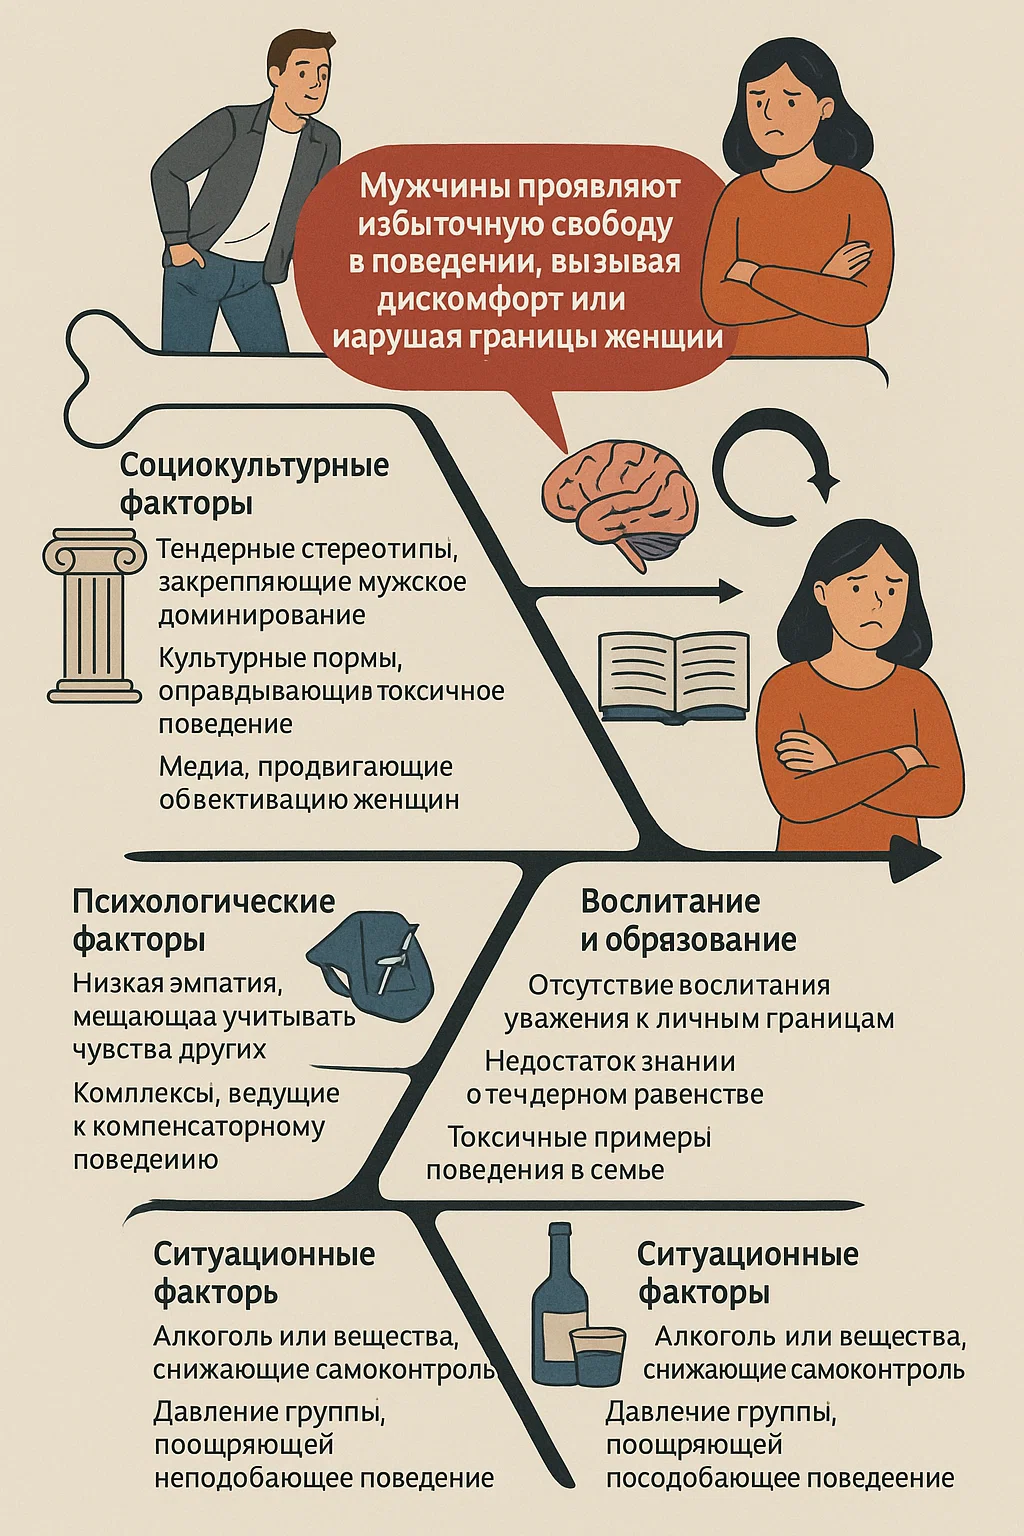 Мужчины проявляют
избыточную свободу
в поведении, вызывая
дискомфорт или
иарушая границы женщии
Социокультурные
факторы
Тендерные стереотипы,
закреппяющие мужское
доминирование
Культурные пормы,
оправдывающив токсичное
поведение
Медиа, продвигающие
обвективацию женщин
Психологические
факторы
Низкая эмпатия,
мещающаа учитывать
чувства других
Комплексы, ведущие
к компенсаторному
поведеиию
Вослитание
и обрязование
Отсутствие вослитания
уважения к личным границам
Недостаток знании
о течдерном равенстве
Токсичные примеры
поведения в семье
Ситуационные
факторь
Алкоголь или вещества,
снижающие самоконтроль
Давление группы,
поощряющей
неподобающее поведение
Ситуационные
факторы
Алкоголь или вещества,
снижающие самоконтроль
Давление группы,
поощряющей
посодобающее поведеение